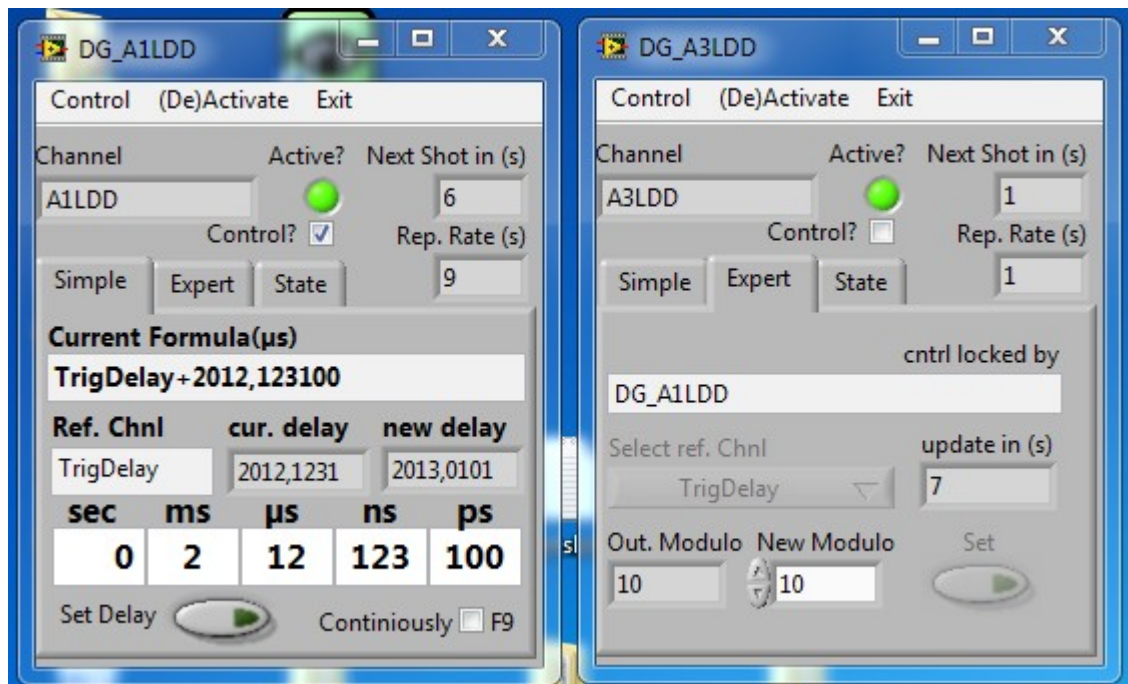 DG_A1LDD
Control (De)Activate Exit
Channel Active? Next Shot in (s)
A1LDD 6
Control? Rep. Rate (s)
9
Simple Expert State
Current Formula(µs)
TrigDelay+2012,123100
Ref. Chnl cur. delay new delay
TrigDelay 2012,1231 2013,0101
sec ms µs ns ps
0 2 12 123 100
Set Delay Continiously F9
DG_A3LDD
Control (De)Activate Exit
Channel Active? Next Shot in (s)
A3LDD 1
Control? Rep. Rate (s)
1
Simple Expert State
cntrl locked by
DG_A1LDD
Select ref. Chnl update in (s)
TrigDelay 7
Out. Modulo New Modulo Set
10 10